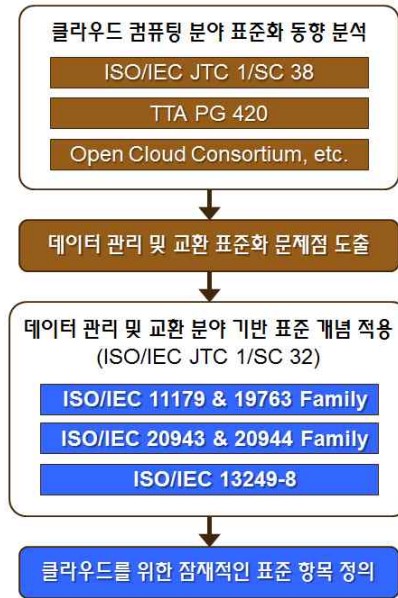 클라우드 컴퓨팅 분야 표준화 동향 분석
ISO/IEC JTC 1/SC 38
TTA PG 420
Open Cloud Consortium, etc.
데이터 관리 및 교환 표준화 문제점 도출
데이터 관리 및 교환 분야 기반 표준 개념 적용
(ISO/IEC JTC 1/SC 32)
ISO/IEC 11179 & 19763 Family
ISO/IEC 20943 & 20944 Family
ISO/IEC 13249-8
클라우드를 위한 잠재적인 표준 항목 정의